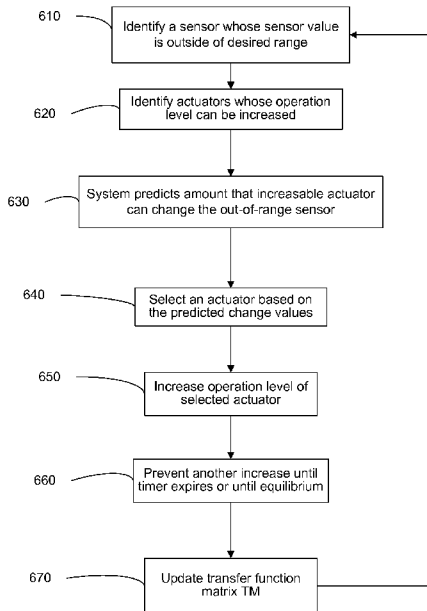 610
Identify a sensor whose sensor value
is outside of desired range
620
Identify actuators whose operation
level can be increased
630
System predicts amount that increasable actuator
can change the out-of-range sensor
640
Select an actuator based on
the predicted change values
650
Increase operation level of
selected actuator
660
Prevent another increase until
timer expires or until equilibrium
670
Update transfer function
matrix TM